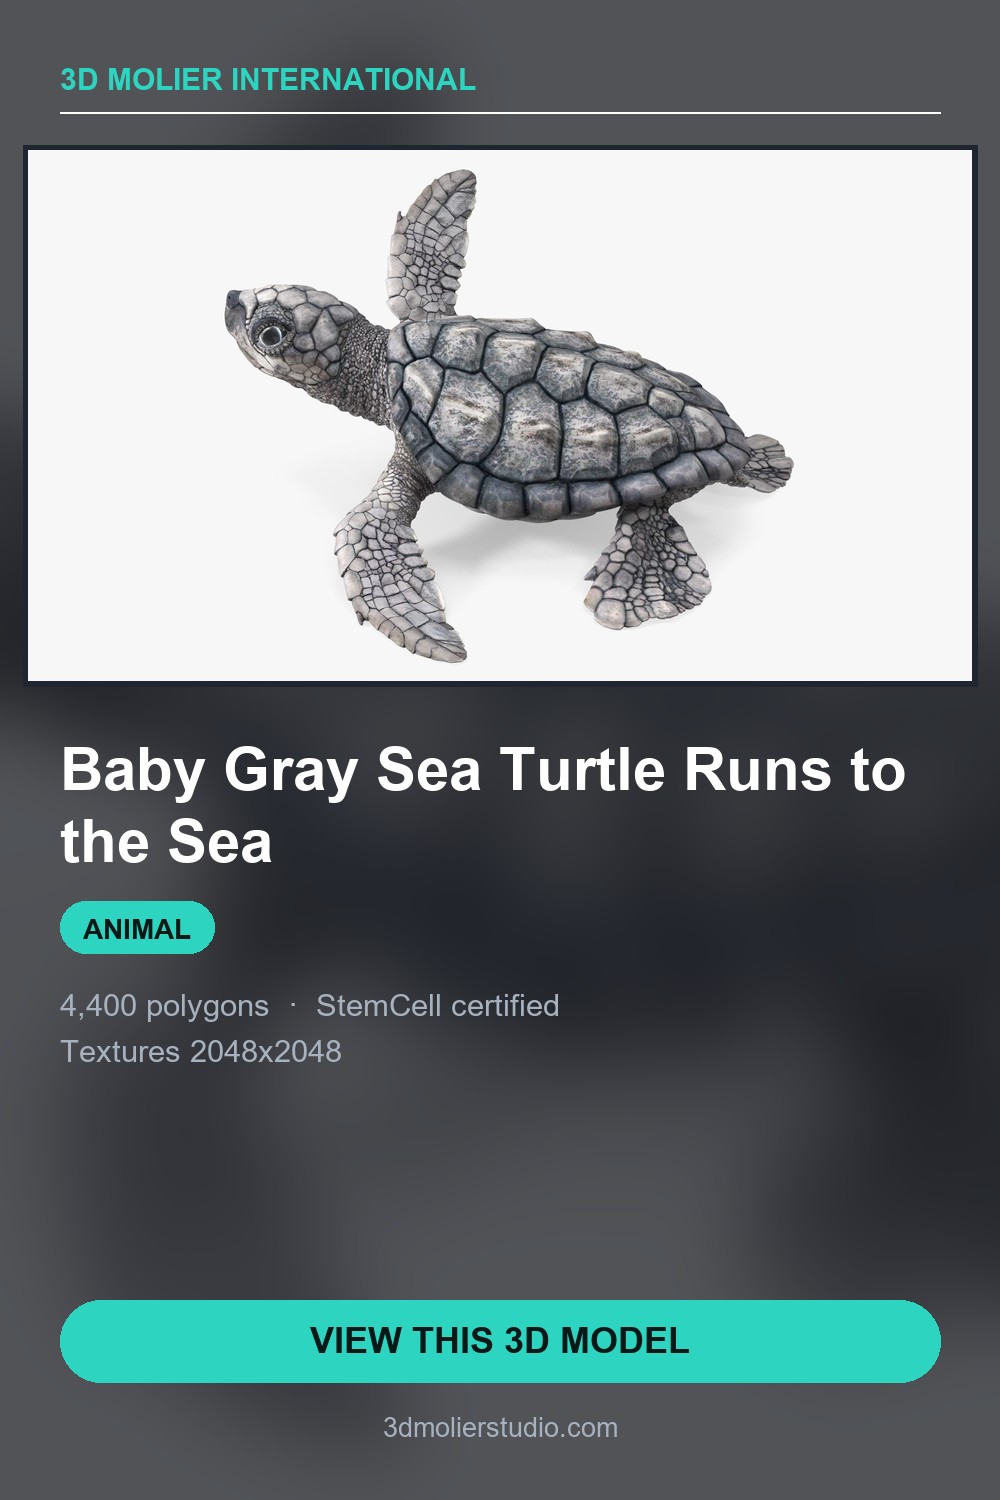 3D MOLIER INTERNATIONAL
Baby Gray Sea Turtle Runs to
the Sea
ANIMAL
4,400 polygons · StemCell certified
Textures 2048x2048
VIEW THIS 3D MODEL
3dmolierstudio.com